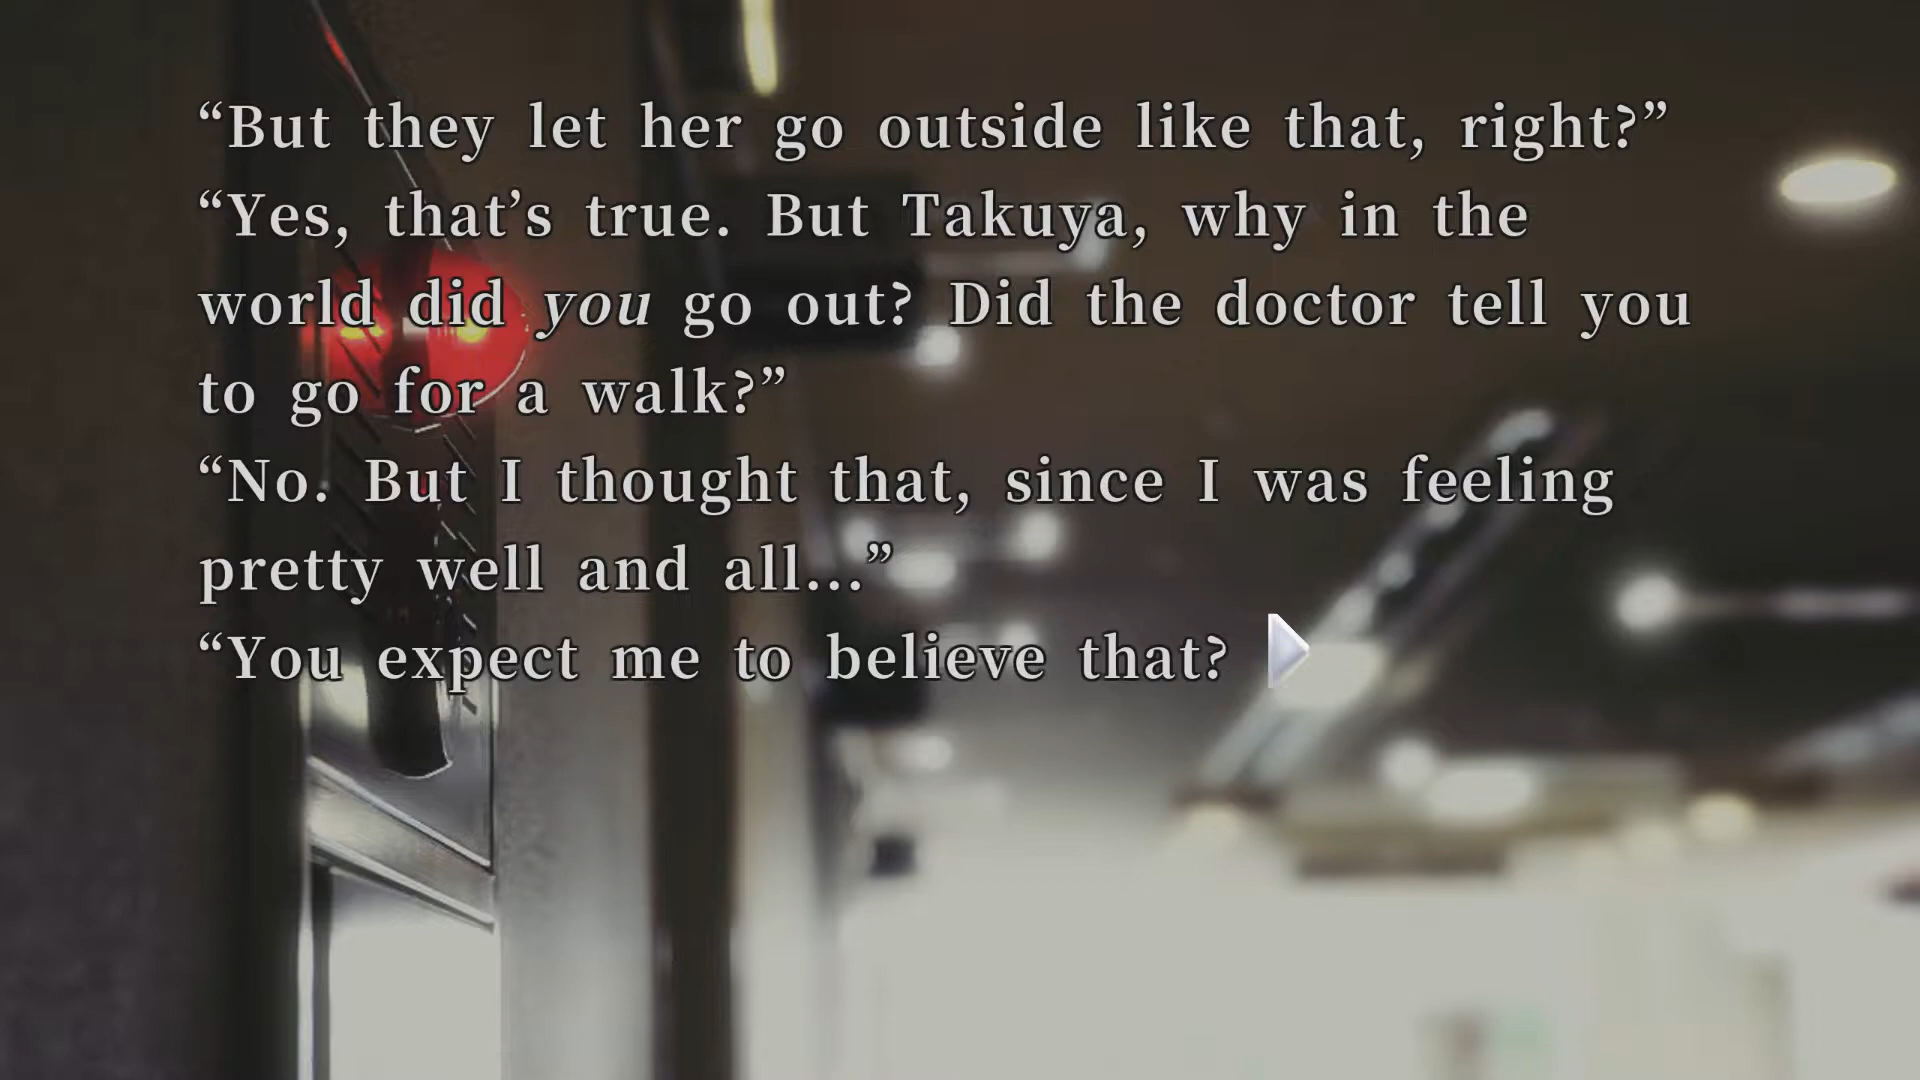 “But they let her go outside like that, right?”
“Yes, that’s true. But Takuya, why in the
world did you go out? Did the doctor tell you
to go for a walk?”
“No. But I thought that, since I was feeling
pretty well and all...”
“You expect me to believe that?